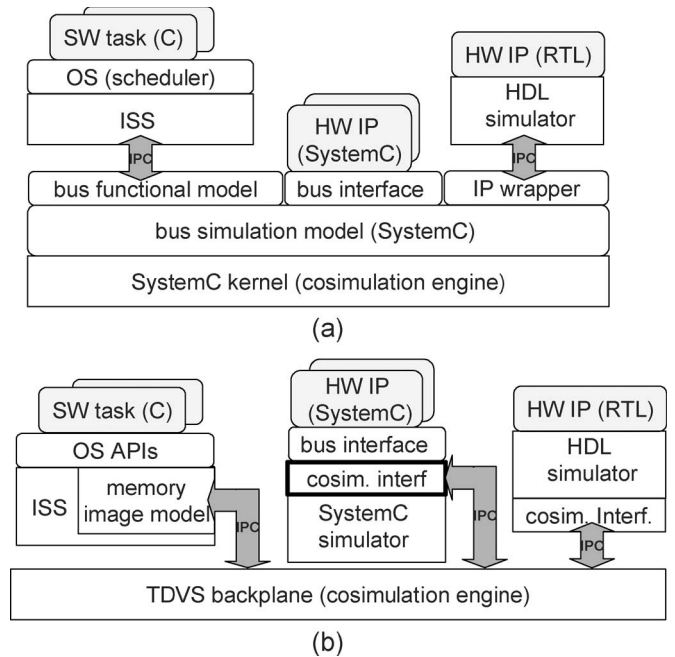 SW task (C)
OS (scheduler)
ISS
IPC
HW IP
(SystemC)
HW IP (RTL)
HDL
simulator
IPC
bus functional model
bus interface
IP wrapper
bus simulation model (SystemC)
SystemC kernel (cosimulation engine)
(a)
SW task (C)
OS APIs
ISS
memory
image model
IPC
HW IP
(SystemC)
bus interface
cosim. interf
SystemC
simulator
IPC
HW IP (RTL)
HDL
simulator
cosim. Interf.
IPC
TDVS backplane (cosimulation engine)
(b)